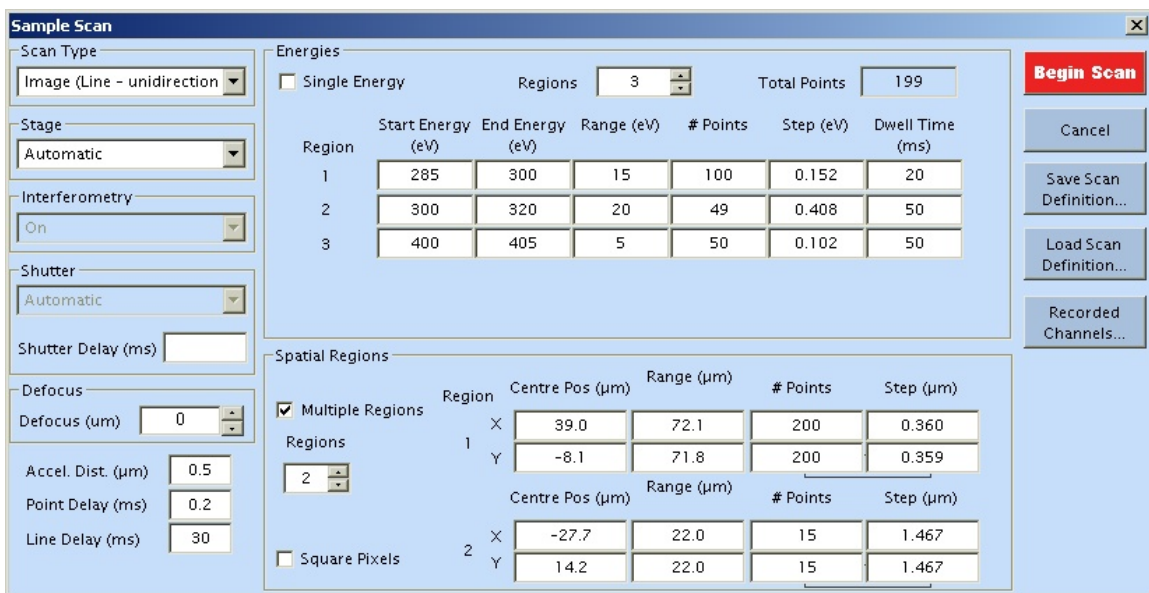 Sample Scan
Scan Type
Image (Line - unidirection
Stage
Automatic
Interferometry
On
Shutter
Automatic
Shutter Delay (ms)
Defocus
Defocus (um) 0
Accel. Dist. (μm) 0.5
Point Delay (ms) 0.2
Line Delay (ms) 30
Energies
Single Energy Regions 3 Total Points 199
Region Start Energy (eV) End Energy (eV) Range (eV) # Points Step (eV) Dwell Time (ms)
1 285 300 15 100 0.152 20
2 300 320 20 49 0.408 50
3 400 405 5 50 0.102 50
Spatial Regions
Multiple Regions
Regions
2
Square Pixels
Region Centre Pos (μm) Range (μm) # Points Step (μm)
1
X 39.0 72.1 200 0.360
Y -8.1 71.8 200 0.359
Centre Pos (μm) Range (μm) # Points Step (μm)
2
X -27.7 22.0 15 1.467
Y 14.2 22.0 15 1.467
Begin Scan
Cancel
Save Scan
Definition...
Load Scan
Definition...
Recorded
Channels...